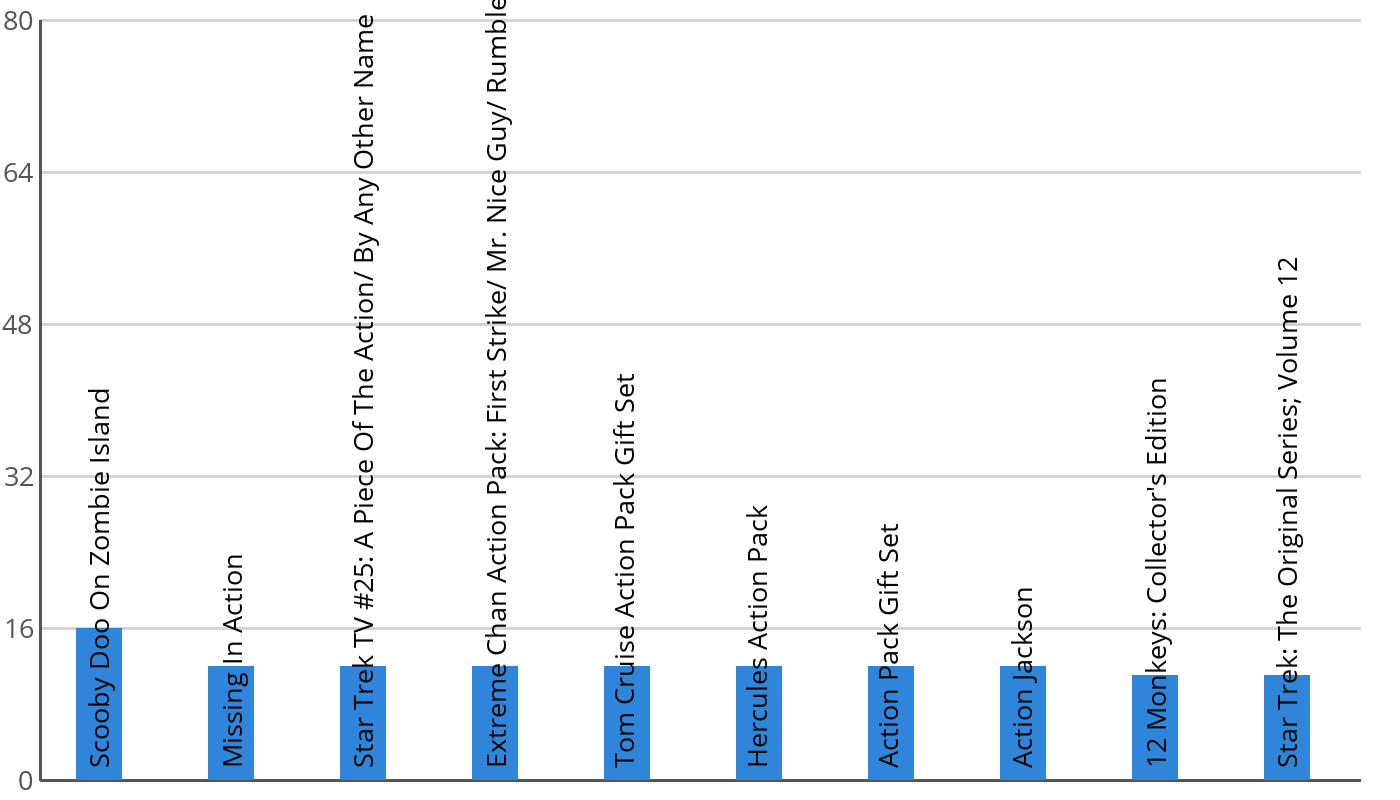 80
64
48
32
16
0
Scooby Doo On Zombie Island
Missing In Action
Star Trek TV #25: A Piece Of The Action/ By Any Other Name
Extreme Chan Action Pack: First Strike/ Mr. Nice Guy/ Rumble
Tom Cruise Action Pack Gift Set
Hercules Action Pack
Action Pack Gift Set
Action Jackson
12 Monkeys: Collector's Edition
Star Trek: The Original Series; Volume 12